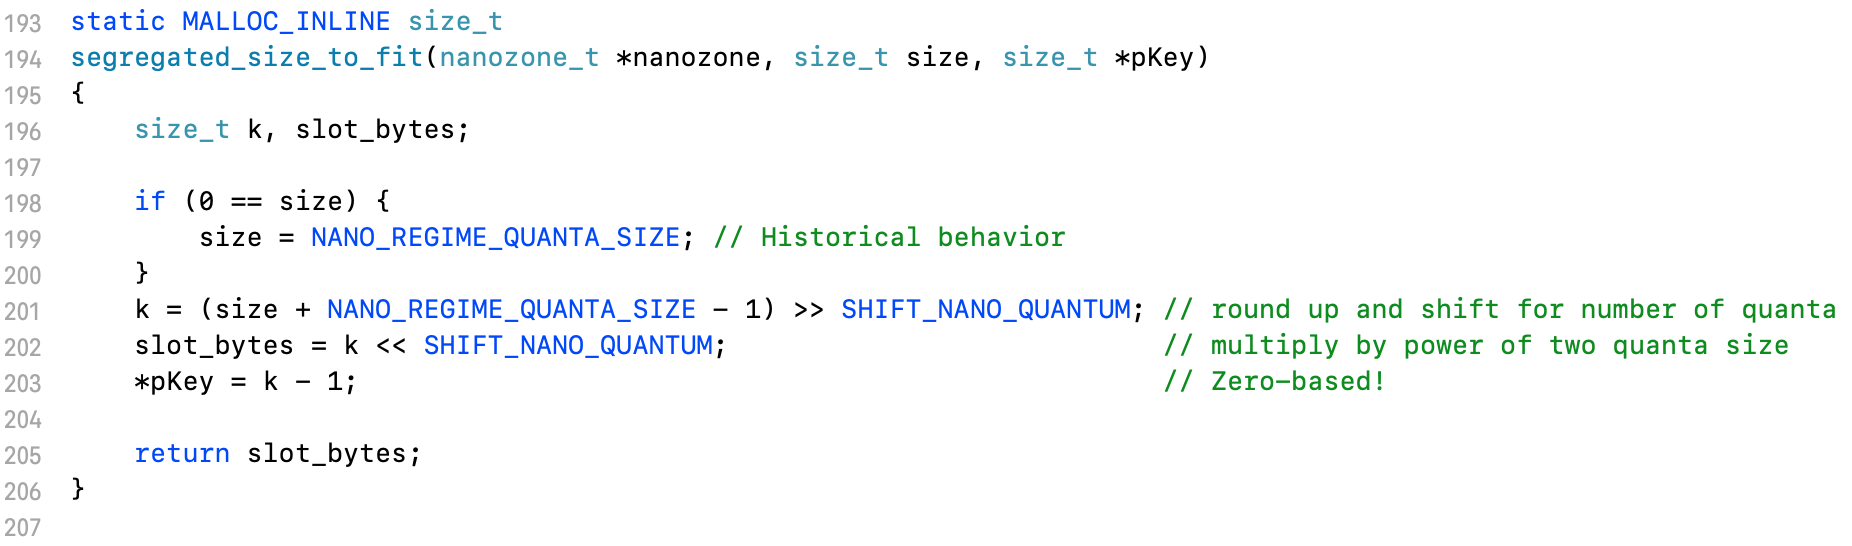 193 static MALLOC_INLINE size_t
194 segregated_size_to_fit(nanozone_t *nanozone, size_t size, size_t *pKey)
195 {
196     size_t k, slot_bytes;
197
198     if (0 == size) {
199         size = NANO_REGIME_QUANTA_SIZE; // Historical behavior
200     }
201     k = (size + NANO_REGIME_QUANTA_SIZE - 1) >> SHIFT_NANO_QUANTUM; // round up and shift for number of quanta
202     slot_bytes = k << SHIFT_NANO_QUANTUM;                           // multiply by power of two quanta size
203     *pKey = k - 1;                                                  // Zero-based!
204
205     return slot_bytes;
206 }
207